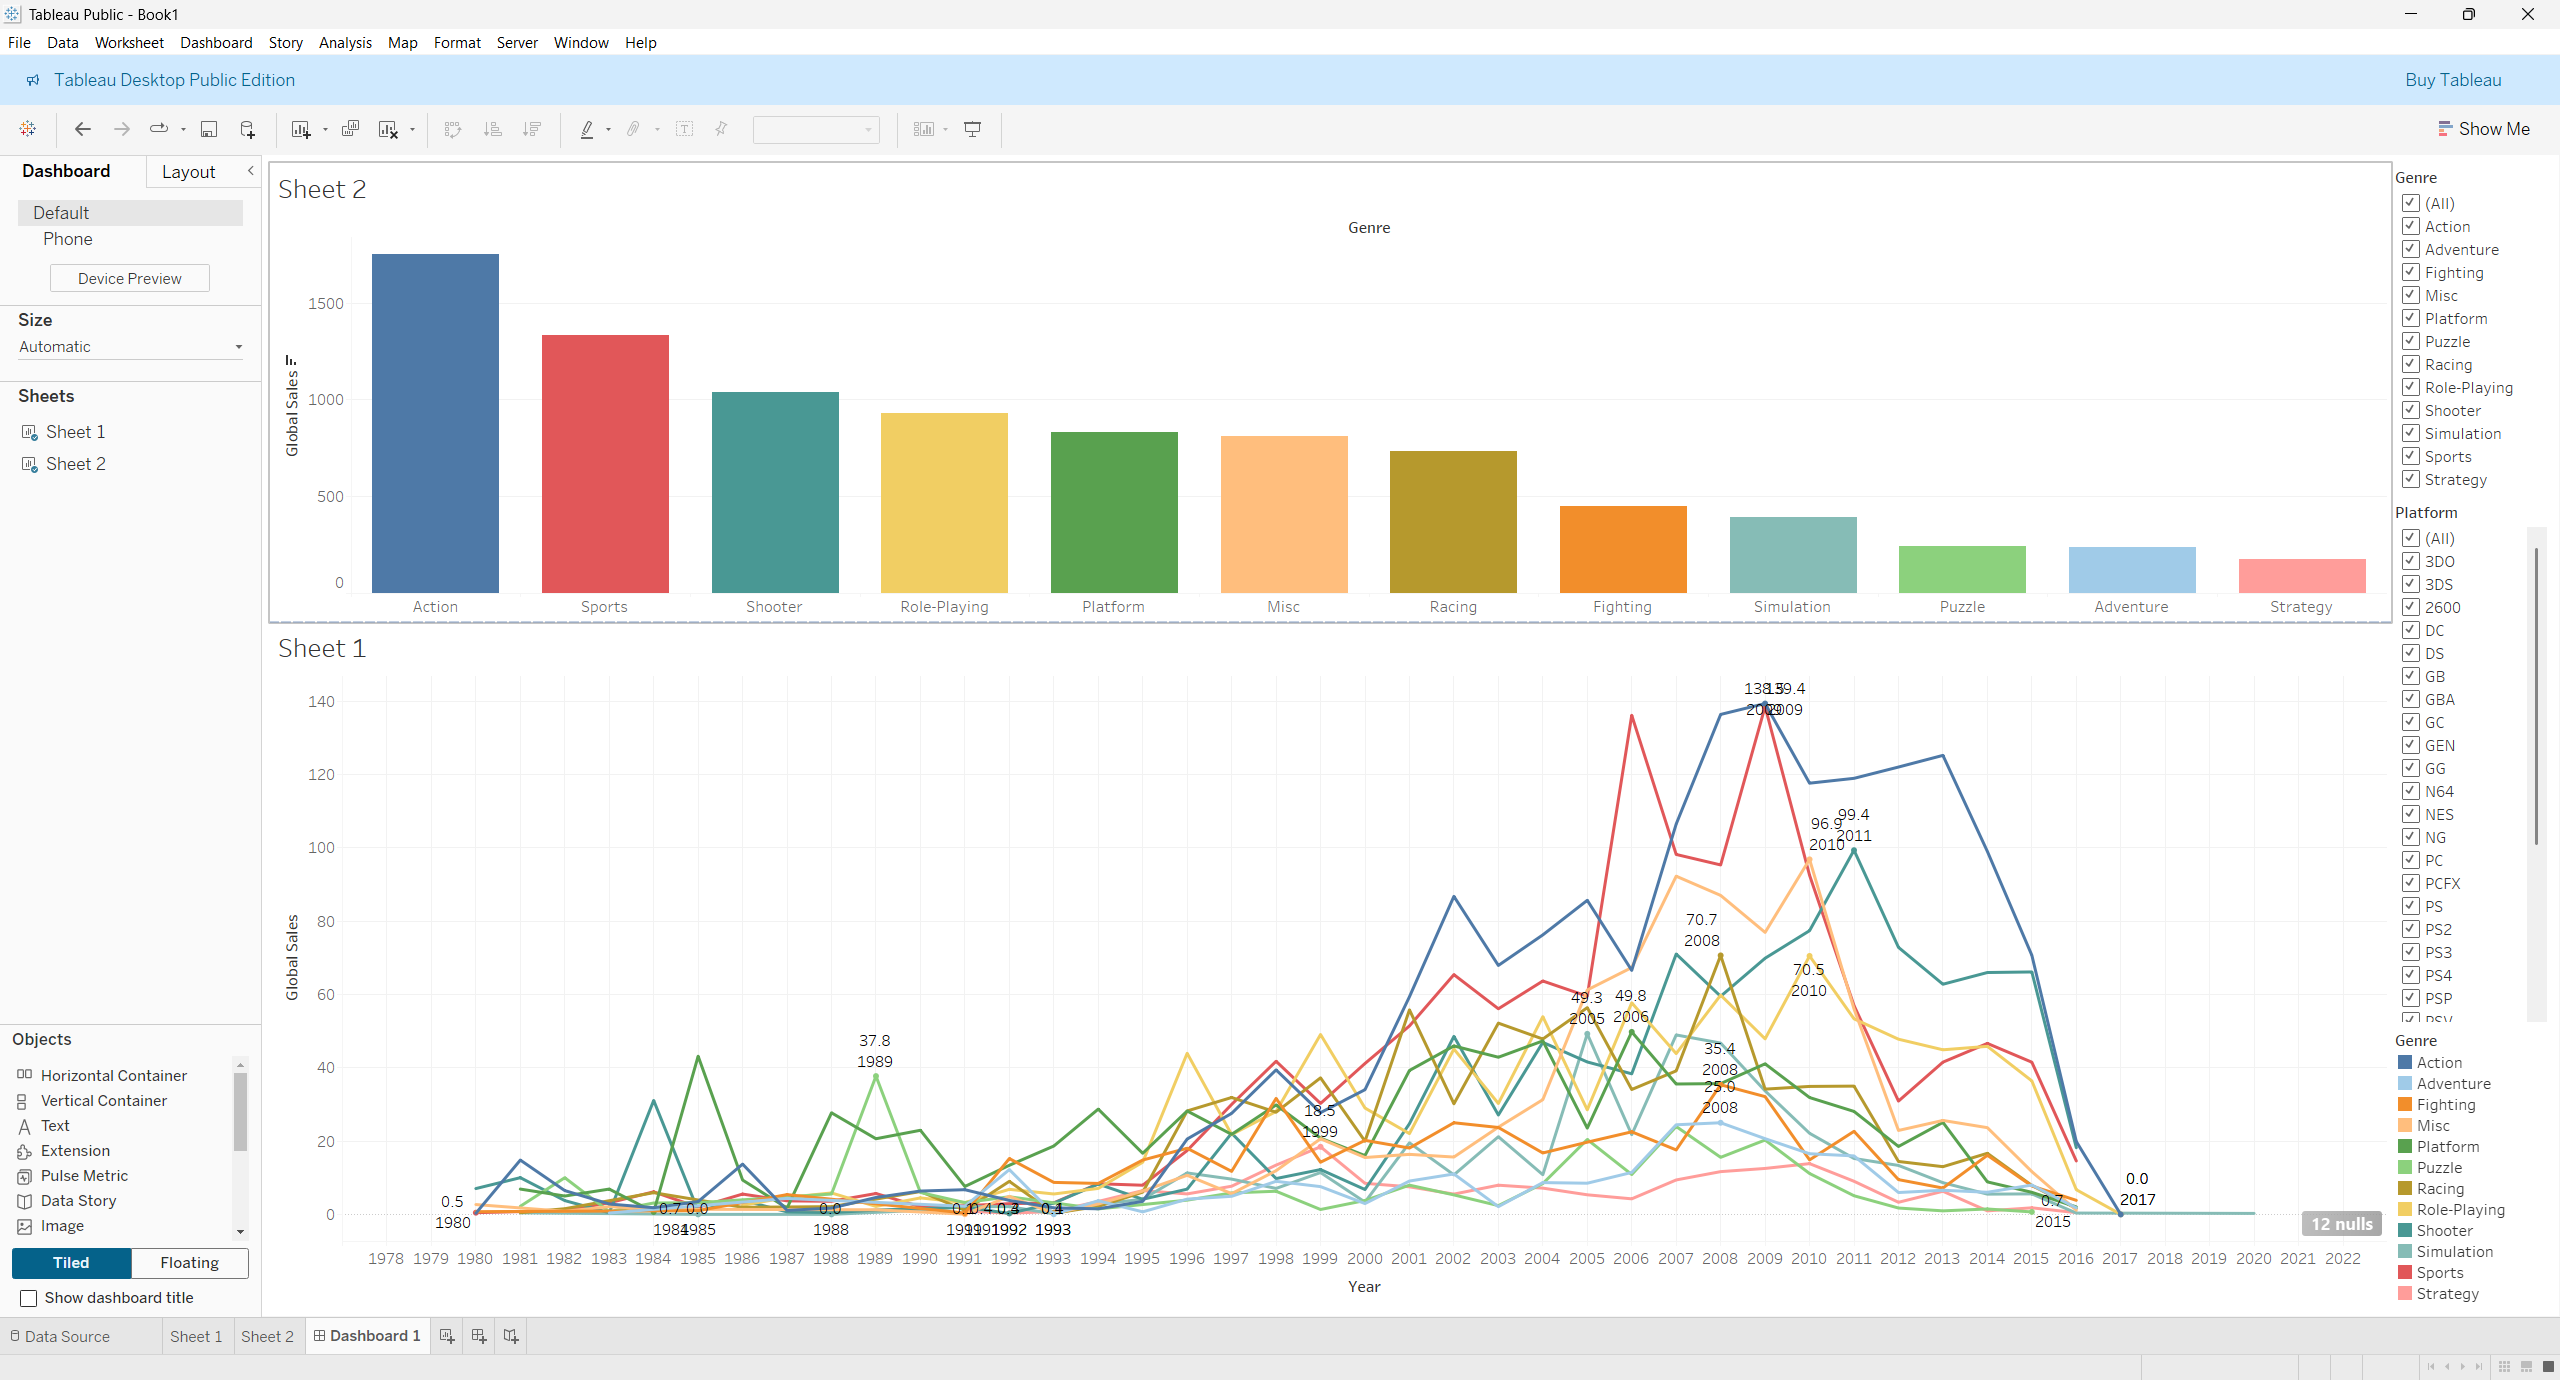 Tableau Public - Book1
File Data Worksheet Dashboard Story Analysis Map Format Server Window Help
Tableau Desktop Public Edition
Buy Tableau
Show Me
Dashboard
Layout
Default
Phone
Device Preview
Size
Automatic
Sheets
Sheet 1
Sheet 2
Objects
Horizontal Container
Vertical Container
Text
Extension
Pulse Metric
Data Story
Image
Tiled
Floating
Show dashboard title
Sheet 2
Genre
Global Sales
1500
1000
500
0
Action Sports Shooter Role-Playing Platform Misc Racing Fighting Simulation Puzzle Adventure Strategy
Sheet 1
Global Sales
140
120
100
80
60
40
20
0
0.5
1980
0.7
1984
0.0
1985
0.0
1988
37.8
1989
1991
0.4
1992
1993
18.5
1999
49.3
2005
49.8
2006
70.7
2008
35.4
2008
25.0
2008
138.5
2009
139.4
2009
96.9
2010
99.4
2011
70.5
2010
0.7
2015
0.0
2017
12 nulls
1978 1979 1980 1981 1982 1983 1984 1985 1986 1987 1988 1989 1990 1991 1992 1993 1994 1995 1996 1997 1998 1999 2000 2001 2002 2003 2004 2005 2006 2007 2008 2009 2010 2011 2012 2013 2014 2015 2016 2017 2018 2019 2020 2021 2022
Year
Genre
(All)
Action
Adventure
Fighting
Misc
Platform
Puzzle
Racing
Role-Playing
Shooter
Simulation
Sports
Strategy
Platform
(All)
3DO
3DS
2600
DC
DS
GB
GBA
GC
GEN
GG
N64
NES
NG
PC
PCFX
PS
PS2
PS3
PS4
PSP
PSV
Genre
Action
Adventure
Fighting
Misc
Platform
Puzzle
Racing
Role-Playing
Shooter
Simulation
Sports
Strategy
Data Source
Sheet 1
Sheet 2
Dashboard 1